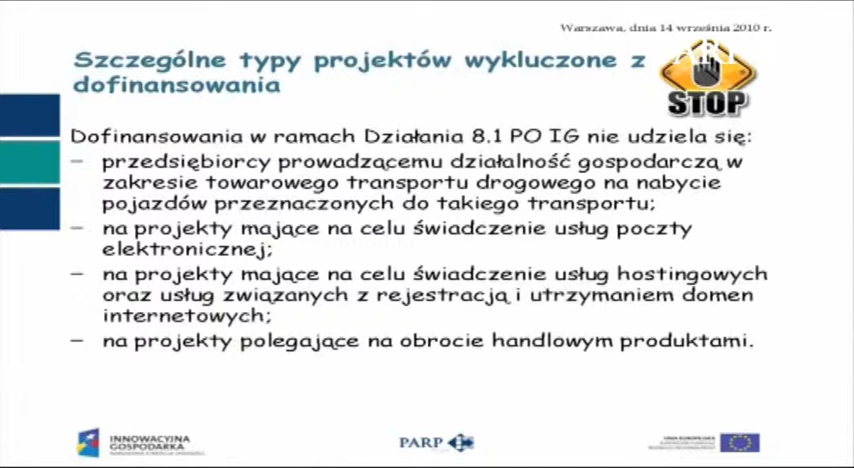 Warszawa, dnia 14 września 2010 r.
Szczególne typy projektów wykluczone z
dofinansowania
STOP
Dofinansowania w ramach Działania 8.1 PO IG nie udziela się:
– przedsiębiorcy prowadzącemu działalność gospodarczą w
zakresie towarowego transportu drogowego na nabycie
pojazdów przeznaczonych do takiego transportu;
– na projekty mające na celu świadczenie usług poczty
elektronicznej;
– na projekty mające na celu świadczenie usług hostingowych
oraz usług związanych z rejestracją i utrzymaniem domen
internetowych;
– na projekty polegające na obrocie handlowym produktami.
INNOWACYJNA
GOSPODARKA
PARP
UNIA EUROPEJSKA